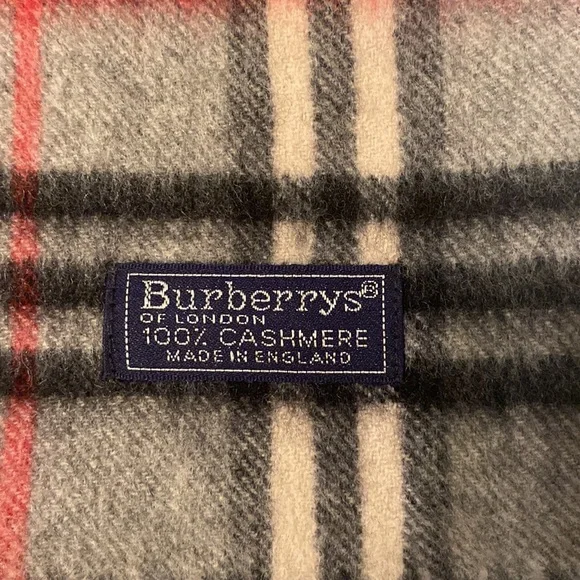 Burberrys®
OF LONDON
100% CASHMERE
MADE IN ENGLAND